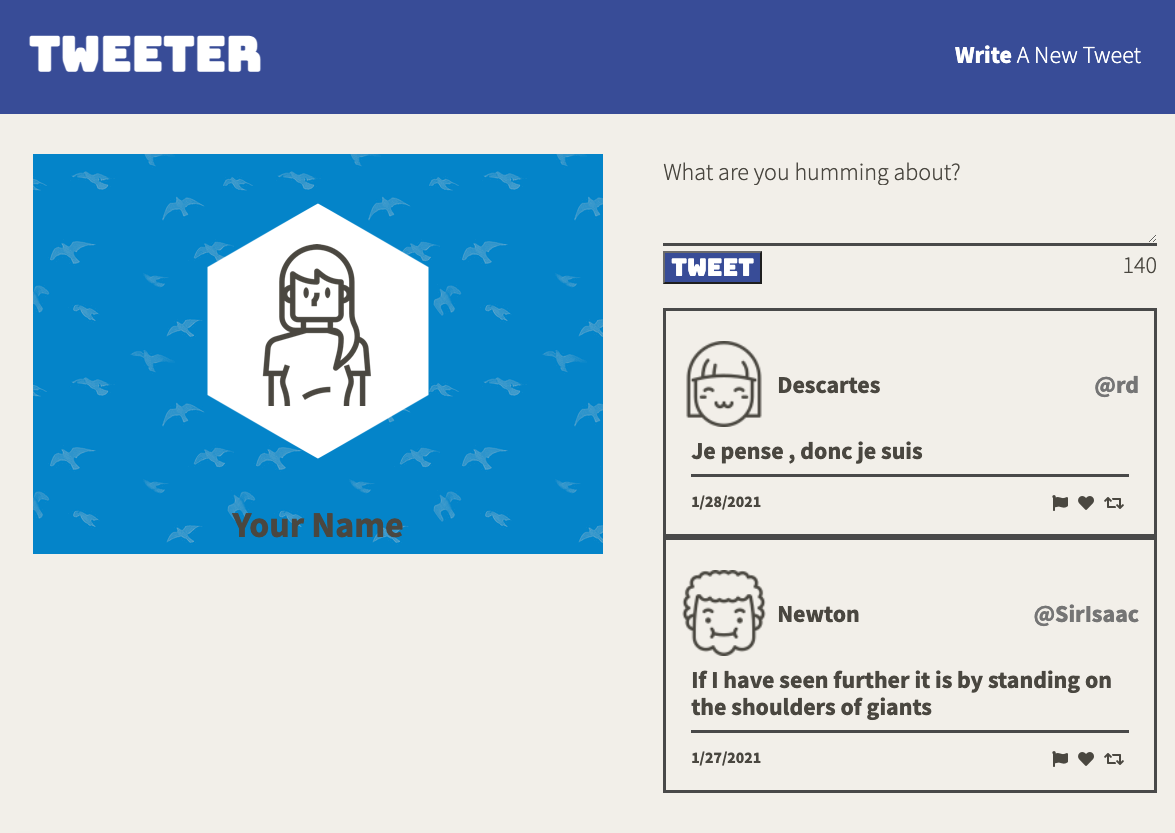 TWEETER
Write A New Tweet
Your Name
What are you humming about?
TWEET
140
Descartes
@rd
Je pense , donc je suis
1/28/2021
Newton
@SirIsaac
If I have seen further it is by standing on
the shoulders of giants
1/27/2021